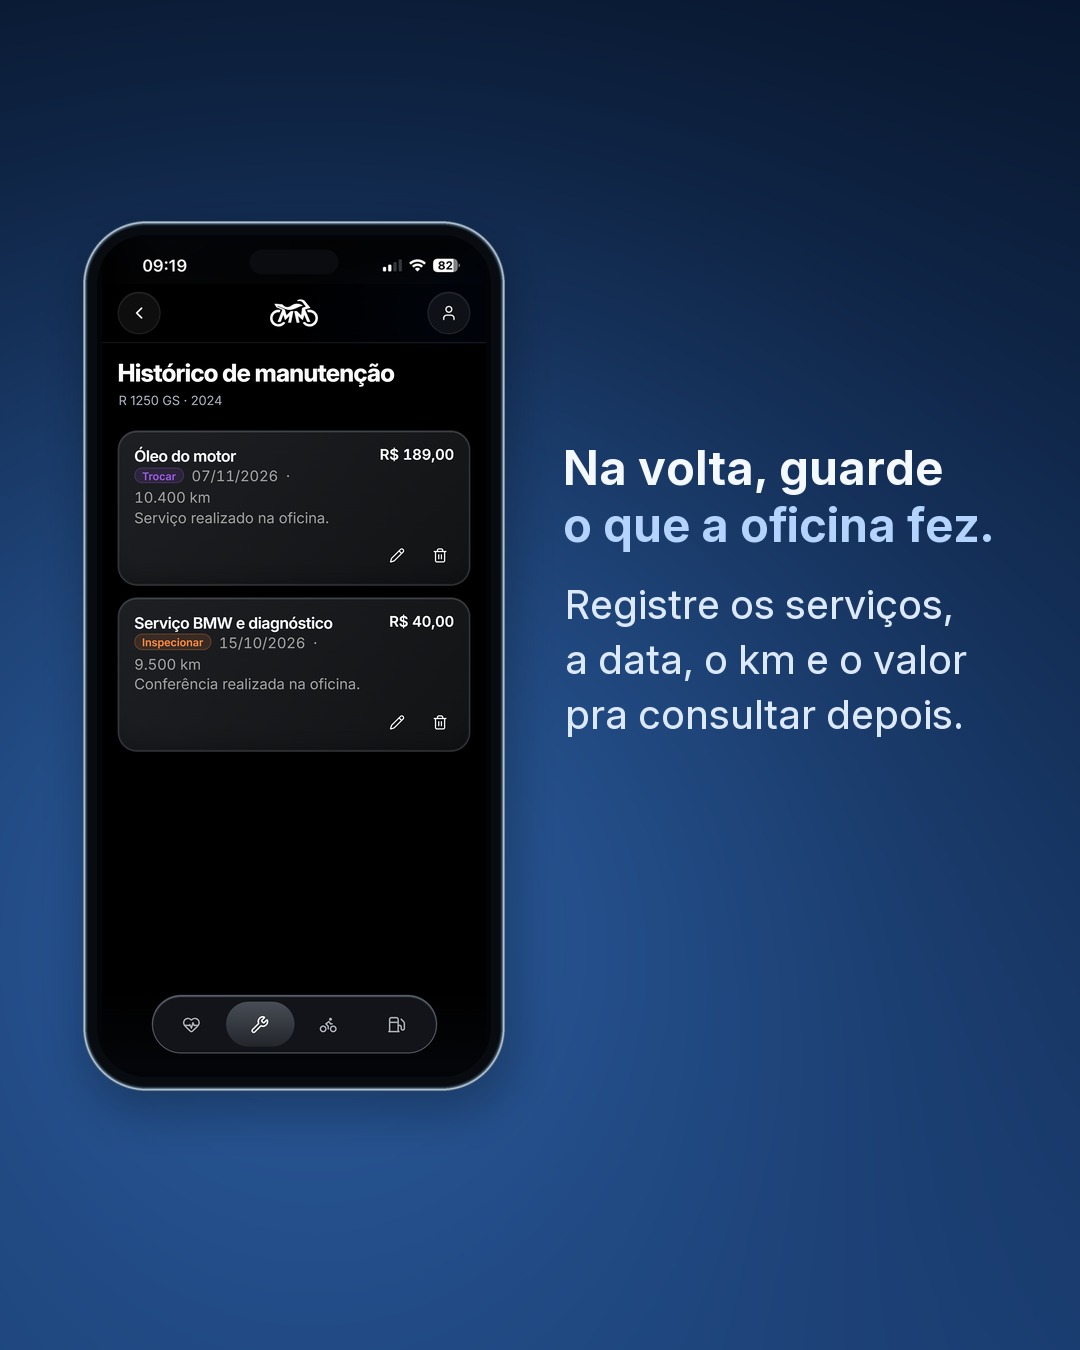 09:19
82
MM
Histórico de manutenção
R 1250 GS · 2024
Óleo do motor
R$ 189,00
Trocar 07/11/2026 ·
10.400 km
Serviço realizado na oficina.
Serviço BMW e diagnóstico
R$ 40,00
Inspecionar 15/10/2026 ·
9.500 km
Conferência realizada na oficina.
Na volta, guarde
o que a oficina fez.
Registre os serviços,
a data, o km e o valor
pra consultar depois.